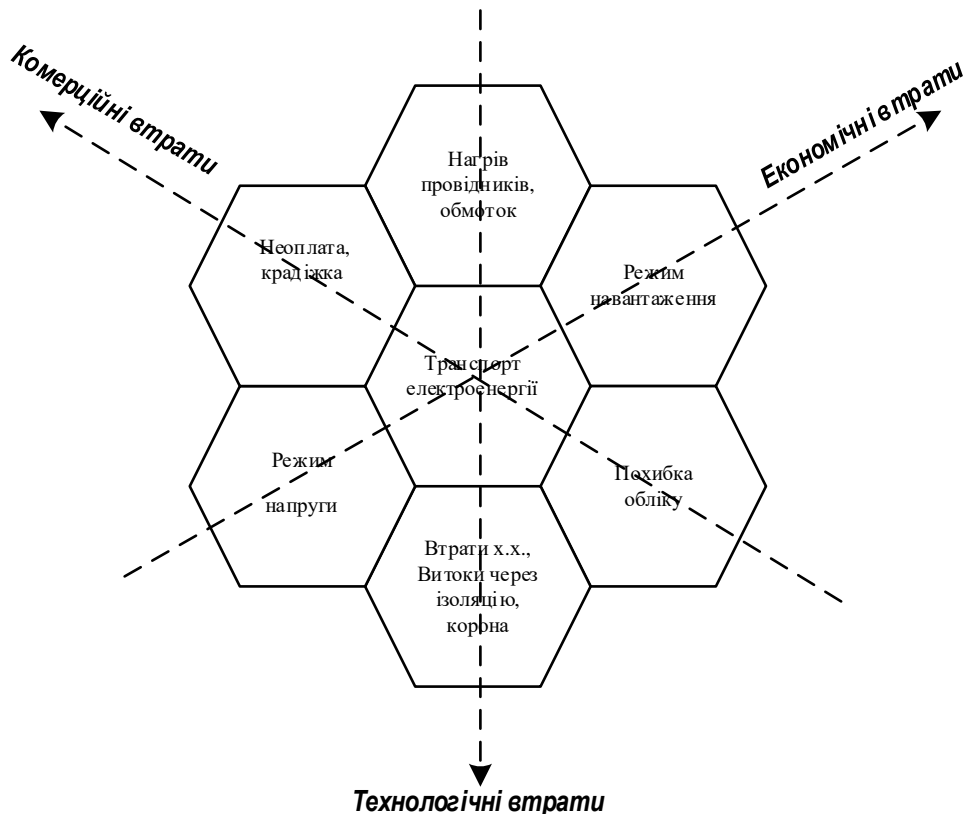 Комерційні втрати
Економічні втрати
Нагрів
провідників,
обмоток
Неоплата,
крадіжка
Режим
навантаження
Транспорт
електроенергії
Режим
напруги
Похибка
обліку
Втрати х.х.,
Витоки через
ізоляцію,
корона
Технологічні втрати